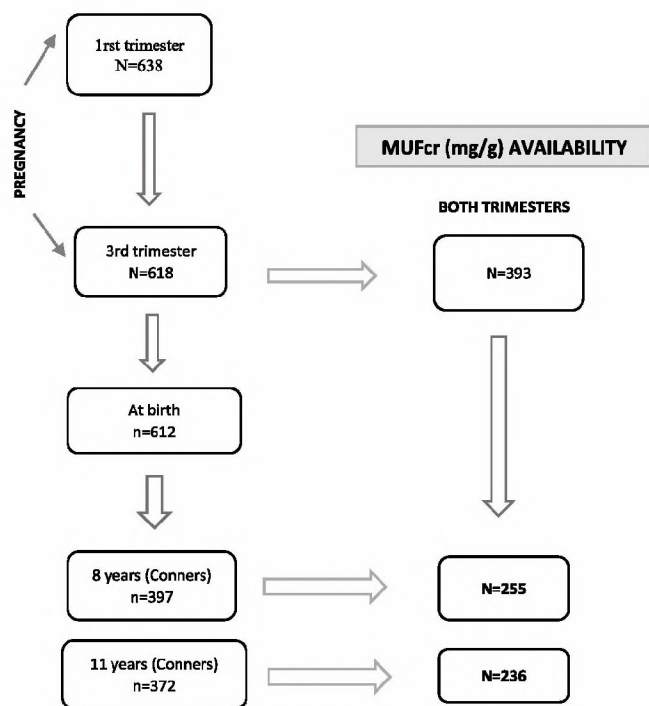 1rst trimester
N=638
PREGNANCY
MUFcr (mg/g) AVAILABILITY
BOTH TRIMESTERS
3rd trimester
N=618
N=393
At birth
n=612
8 years (Conners)
n=397
N=255
11 years (Conners)
n=372
N=236